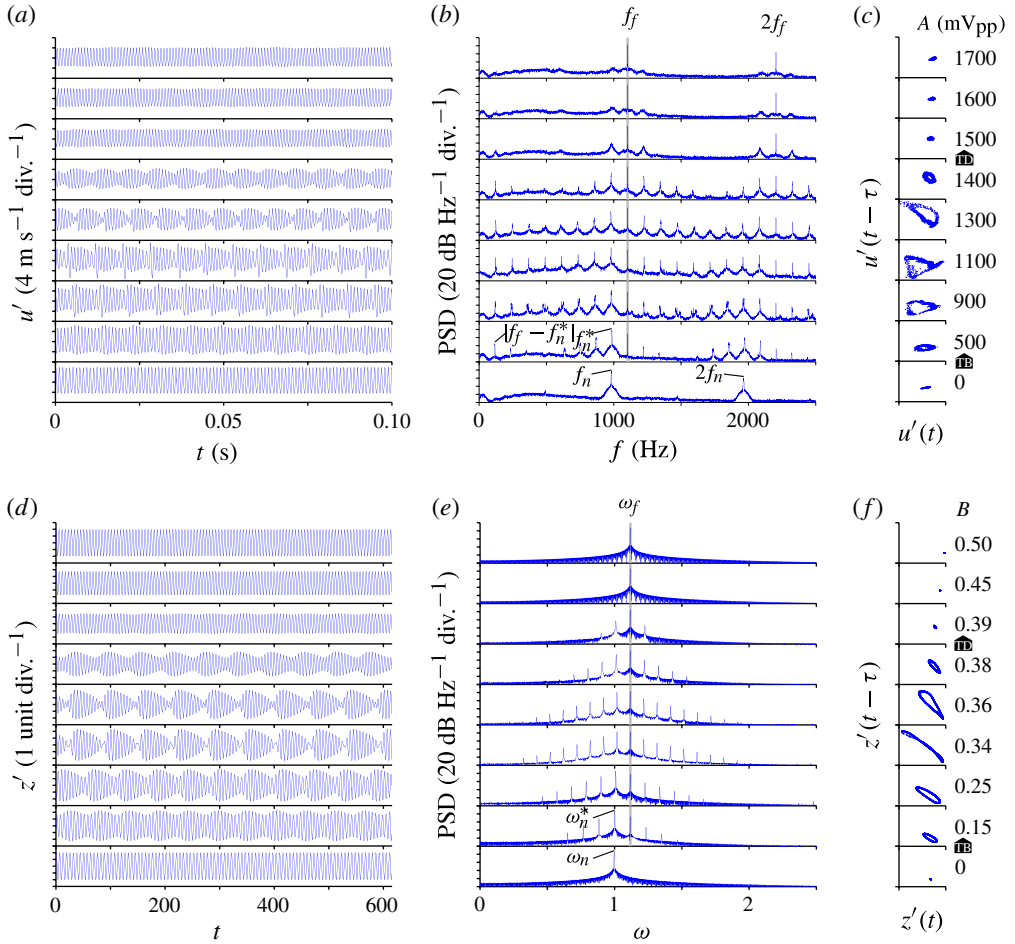 (a)
(b)
(c)
f_f
2f_f
A (mVpp)
1700
1600
1500
TD
1400
1300
1100
900
500
TB
0
u′ (4 m s⁻¹ div.⁻¹)
PSD (20 dB Hz⁻¹ div.⁻¹)
u′(t − τ)
|f_f − f_n*|
f_n*
f_n
2f_n
0
0.05
0.10
t (s)
0
1000
2000
f (Hz)
u′(t)
(d)
(e)
(f)
ω_f
B
0.50
0.45
0.39
TD
0.38
0.36
0.34
0.25
0.15
TB
0
z′ (1 unit div.⁻¹)
PSD (20 dB Hz⁻¹ div.⁻¹)
z′(t − τ)
ω_n*
ω_n
0
200
400
600
t
0
1
2
ω
z′(t)